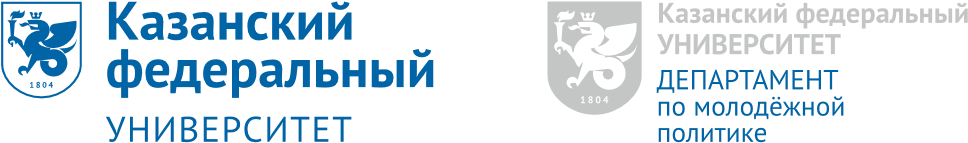 Казанский
федеральный
УНИВЕРСИТЕТ
1804
Казанский федеральный
УНИВЕРСИТЕТ
ДЕПАРТАМЕНТ
по молодёжной
политике
1804